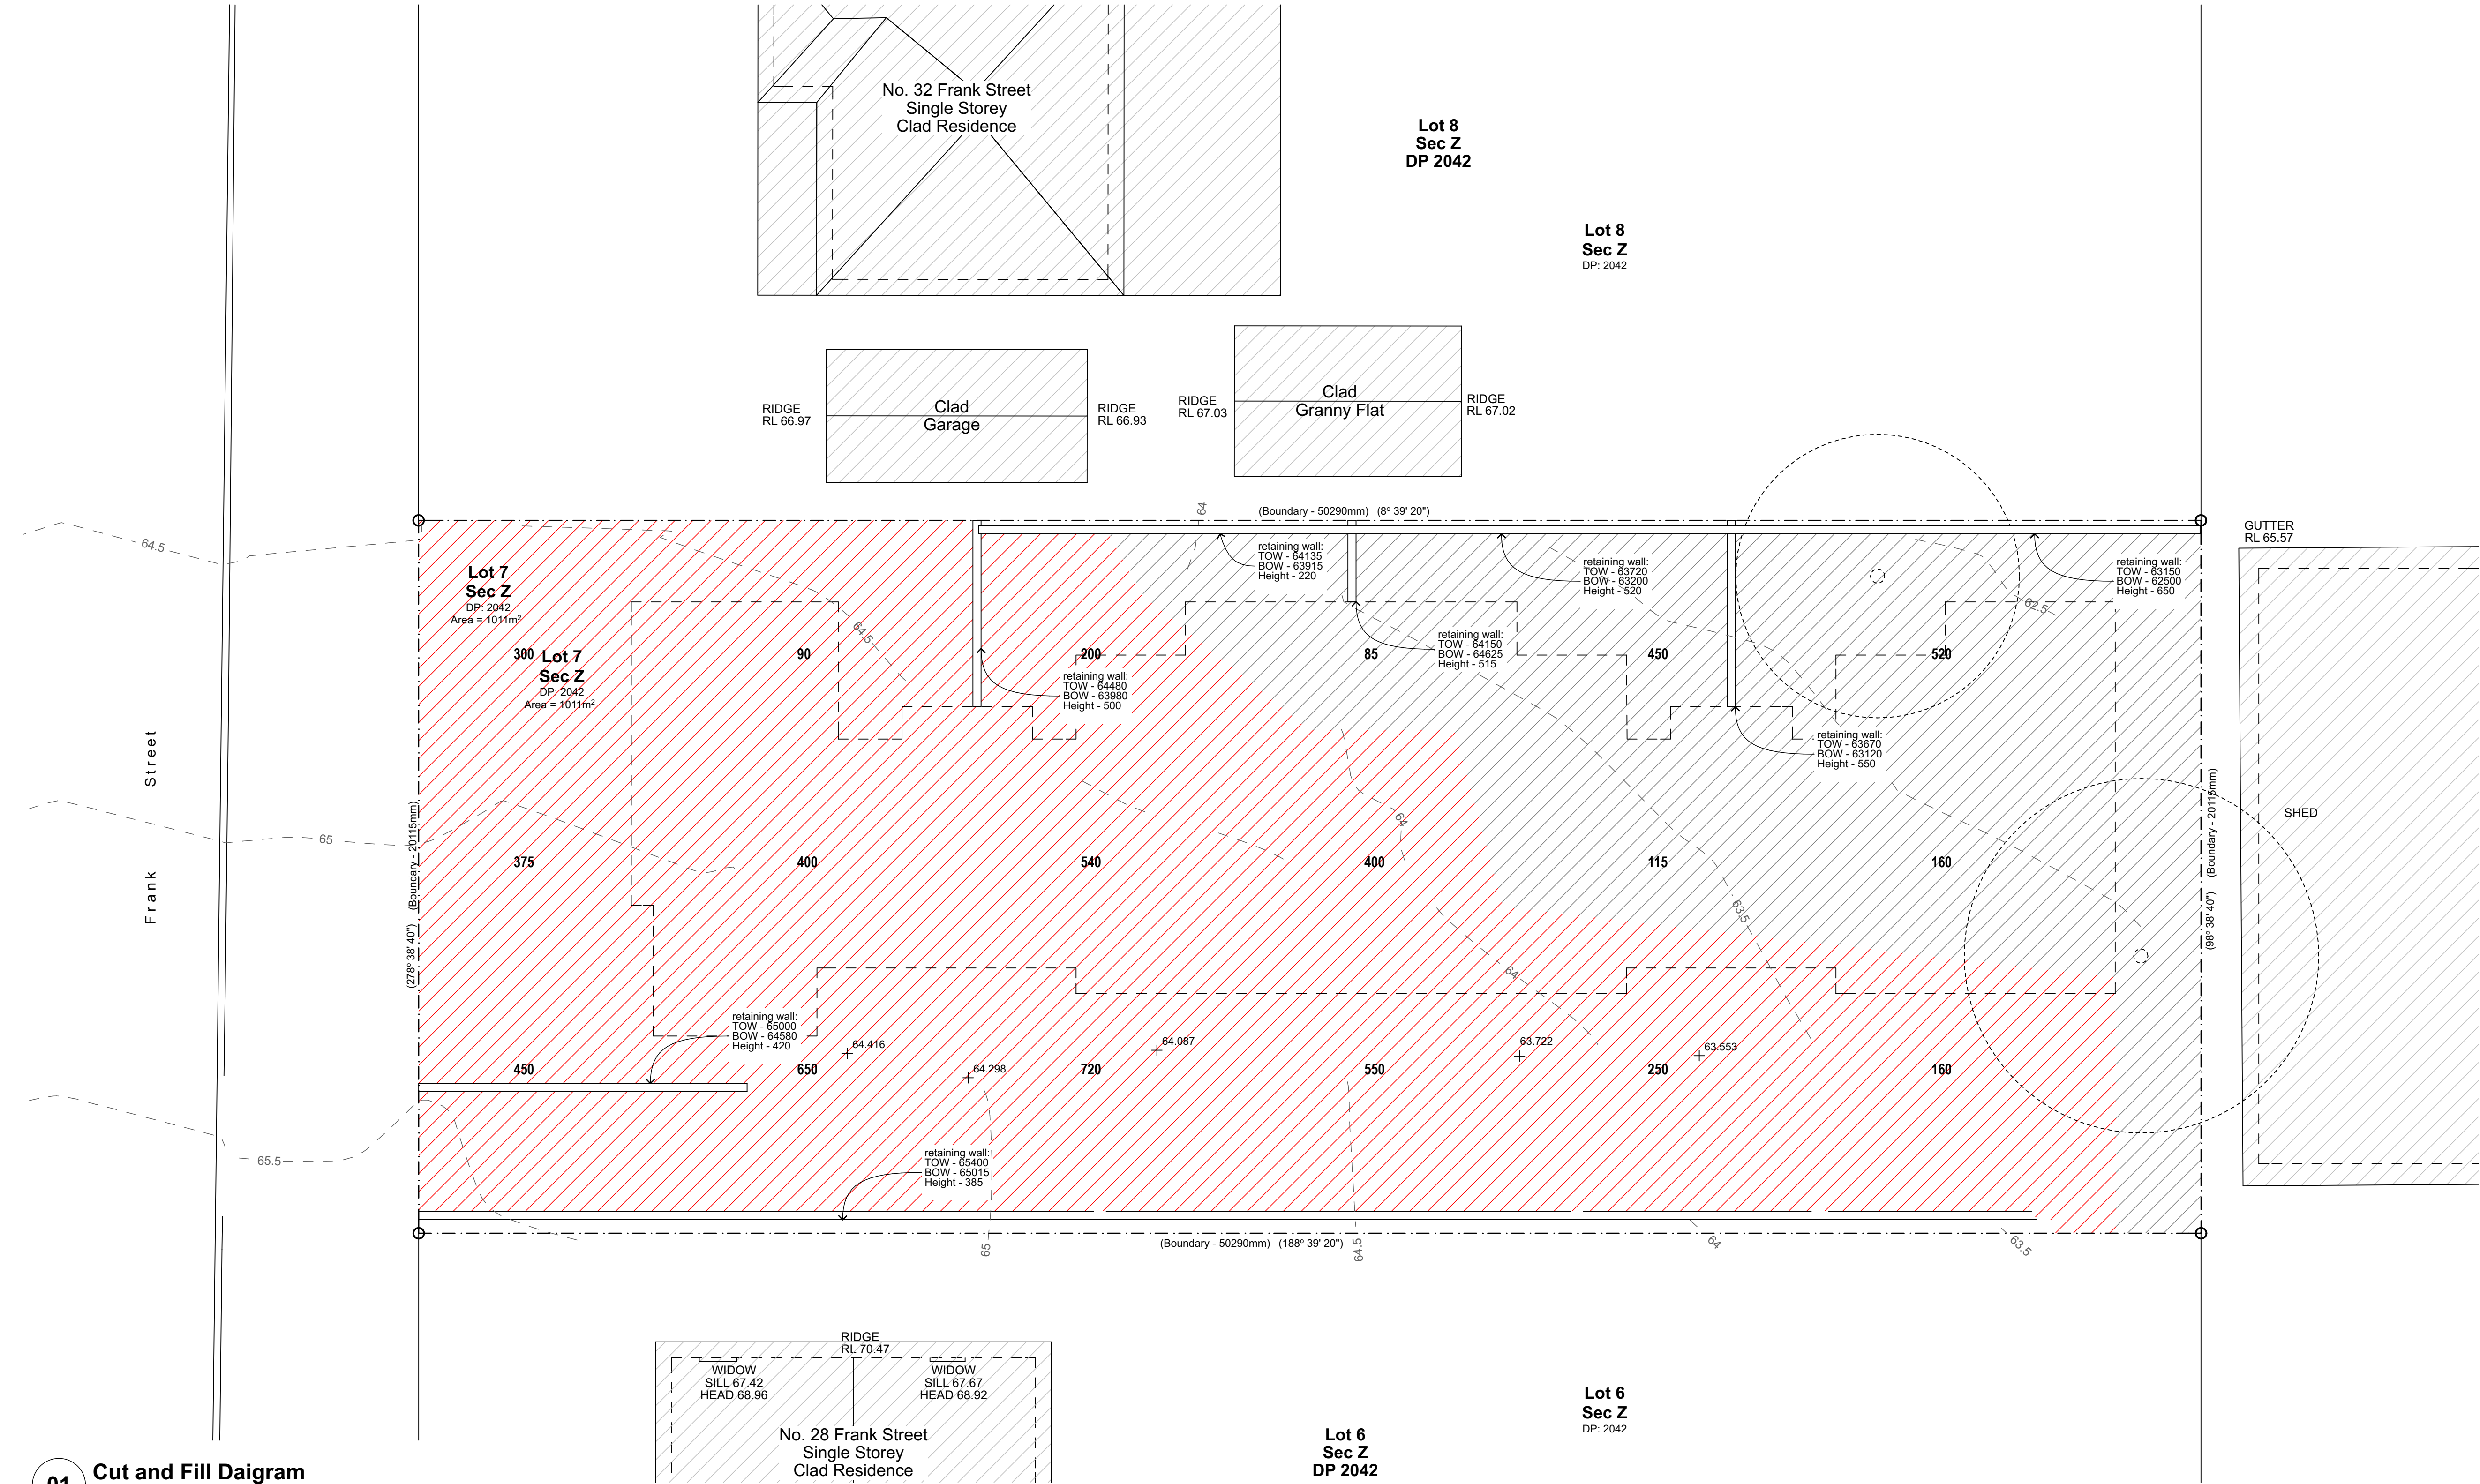 No. 32 Frank Street
Single Storey
Clad Residence
Lot 8
Sec Z
DP 2042
Lot 8
Sec Z
DP: 2042
RIDGE
RL 66.97
Clad
Garage
RIDGE
RL 66.93
RIDGE
RL 67.03
Clad
Granny Flat
RIDGE
RL 67.02
64
(Boundary - 50290mm) (8º 39' 20")
GUTTER
RL 65.57
64.5
Lot 7
Sec Z
DP: 2042
Area = 1011m²
retaining wall:
TOW - 64135
BOW - 63915
Height - 220
retaining wall:
TOW - 63720
BOW - 63200
Height - 520
retaining wall:
TOW - 63150
BOW - 62500
Height - 650
62.5
64.5
300
Lot 7
Sec Z
DP: 2042
Area = 1011m²
90
200
85
450
520
retaining wall:
TOW - 64150
BOW - 64625
Height - 515
retaining wall:
TOW - 64480
BOW - 63980
Height - 500
retaining wall:
TOW - 63670
BOW - 63120
Height - 550
Frank Street
65
(278º 38' 40") (Boundary - 20115mm)
64
(98º 38' 40") (Boundary - 20115mm)
SHED
375
400
540
400
115
160
63.5
64
retaining wall:
TOW - 65000
BOW - 64580
Height - 420
64.416
64.298
64.087
63.722
63.553
450
650
720
550
250
160
65.5
retaining wall:
TOW - 65400
BOW - 65015
Height - 385
65
(Boundary - 50290mm) (188º 39' 20")
64.5
64
63.5
RIDGE
RL 70.47
WIDOW
SILL 67.42
HEAD 68.96
WIDOW
SILL 67.67
HEAD 68.92
No. 28 Frank Street
Single Storey
Clad Residence
Lot 6
Sec Z
DP 2042
Lot 6
Sec Z
DP: 2042
01
Cut and Fill Daigram